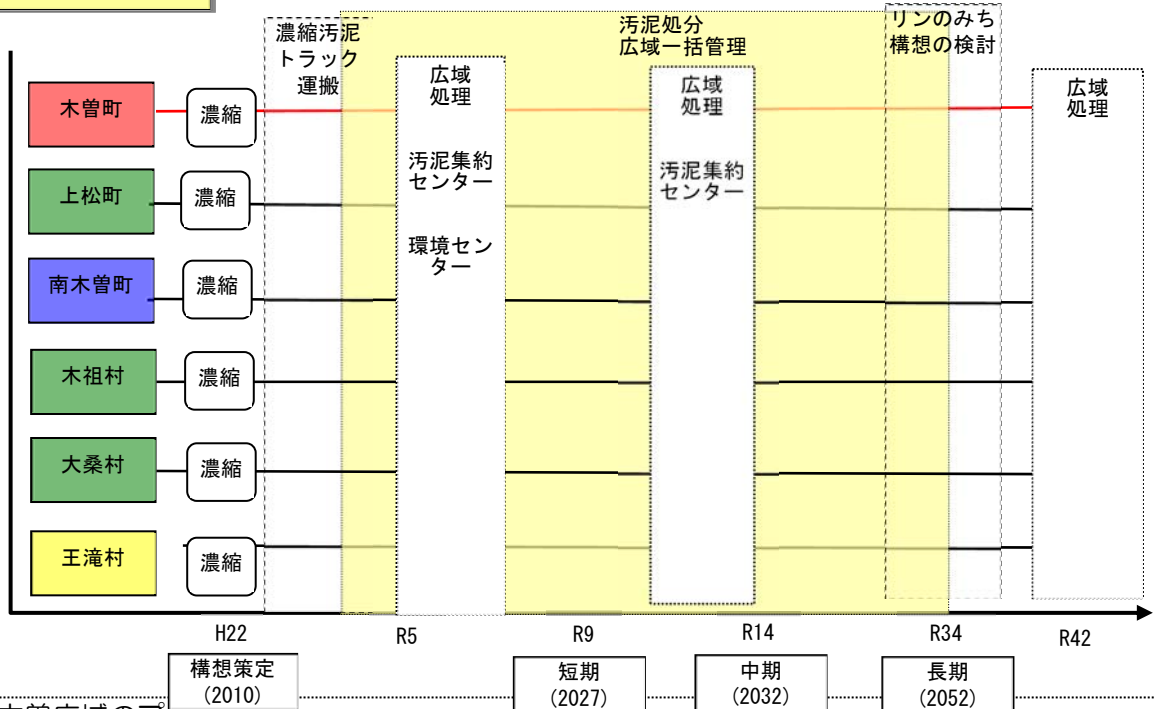 濃縮汚泥
トラック
運搬
汚泥処分
広域一括管理
リンのみち
構想の検討
木曽町
濃縮
上松町
濃縮
南木曽町
濃縮
木祖村
濃縮
大桑村
濃縮
王滝村
濃縮
広域
処理
汚泥集約
センター
環境セン
ター
広域
処理
汚泥集約
センター
広域
処理
H22
R5
R9
R14
R34
R42
構想策定
(2010)
短期
(2027)
中期
(2032)
長期
(2052)